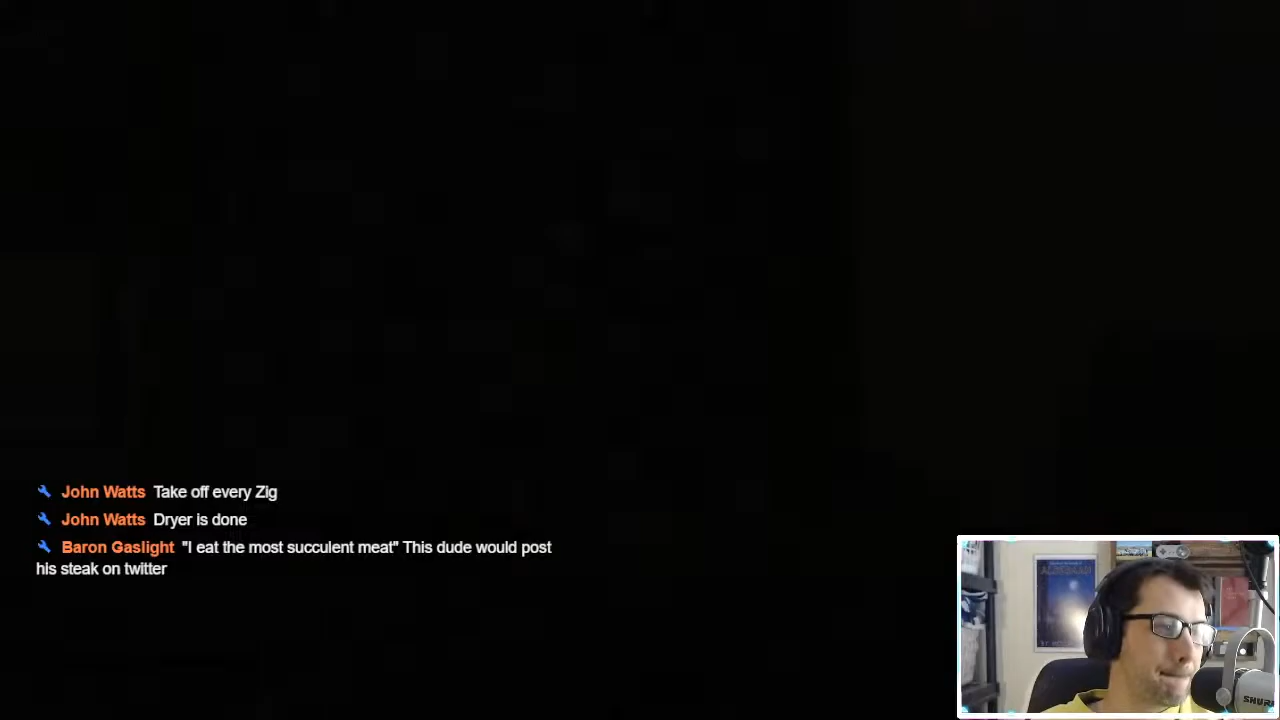 John Watts Take off every Zig
John Watts Dryer is done
Baron Gaslight "I eat the most succulent meat" This dude would post
his steak on twitter
SHURE